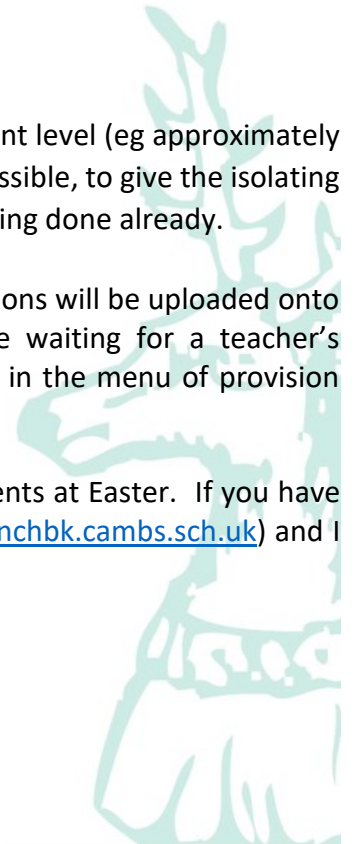 nt level (eg approximately
ssible, to give the isolating
ing done already.
ons will be uploaded onto
e waiting for a teacher's
in the menu of provision
ents at Easter. If you have
nchbk.cambs.sch.uk) and I